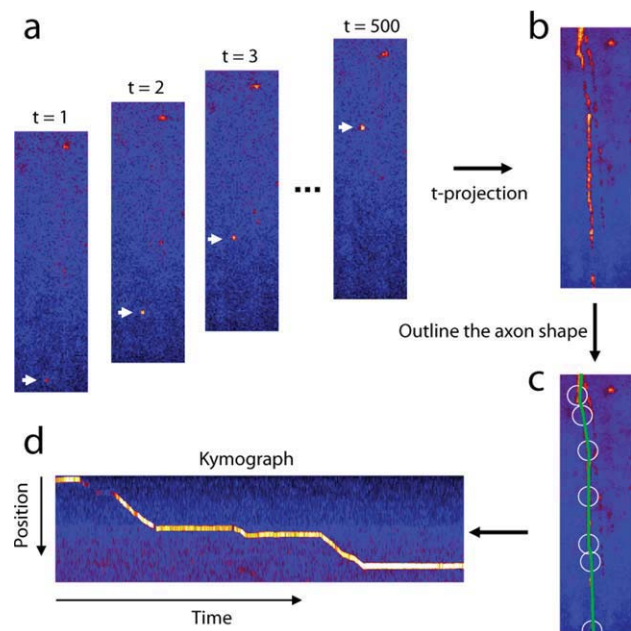 a
t = 1
t = 2
t = 3
t = 500
...
t-projection
b
Outline the axon shape
c
d
Kymograph
Position
Time